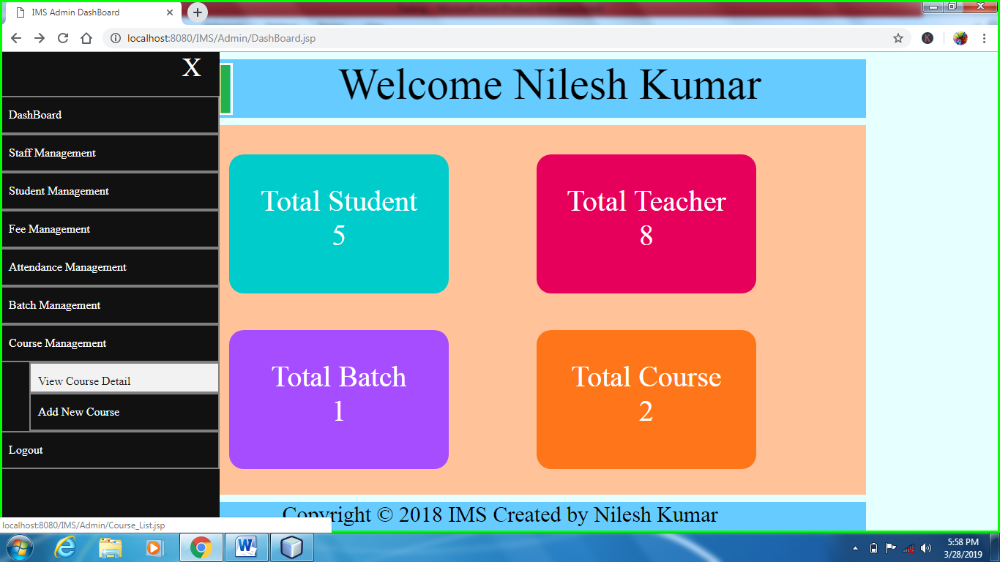 IMS Admin DashBoard
localhost:8080/IMS/Admin/DashBoard.jsp
K
X
DashBoard
Staff Management
Student Management
Fee Management
Attendance Management
Batch Management
Course Management
View Course Detail
Add New Course
Logout
Welcome Nilesh Kumar
Total Student
5
Total Teacher
8
Total Batch
1
Total Course
2
Copyright © 2018 IMS Created by Nilesh Kumar
localhost:8080/IMS/Admin/Course_List.jsp
5:58 PM
3/28/2019